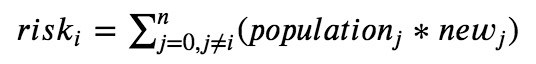 risk_i = ∑_{j=0,j≠i}^{n}(population_j * new_j)